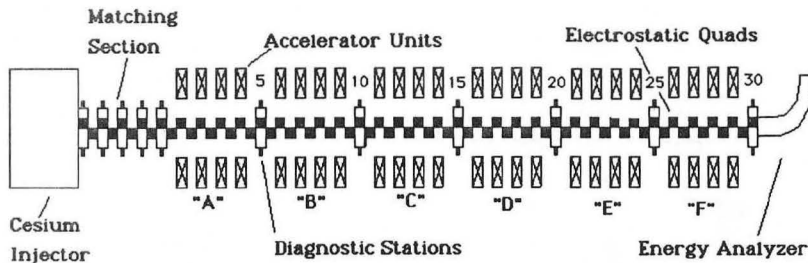 Matching
Section
Accelerator Units
Electrostatic Quads
5 10 15 20 25 30
"A" "B" "C" "D" "E" "F"
Cesium
Injector
Diagnostic Stations
Energy Analyzer